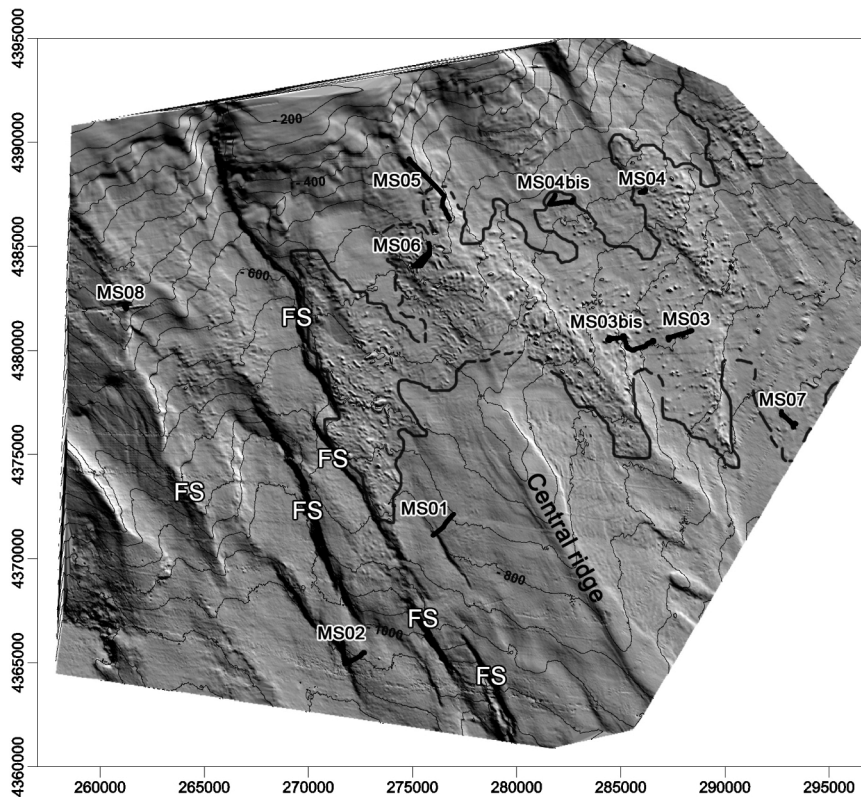 4395000
4390000
4385000
4380000
4375000
4370000
4365000
4360000
- 200
- 400
MS05
MS04bis
MS04
MS06
- 600
MS08
FS
MS03bis
MS03
MS07
FS
FS
FS
MS01
Central ridge
- 800
FS
MS02
- 1000
FS
260000
265000
270000
275000
280000
285000
290000
295000